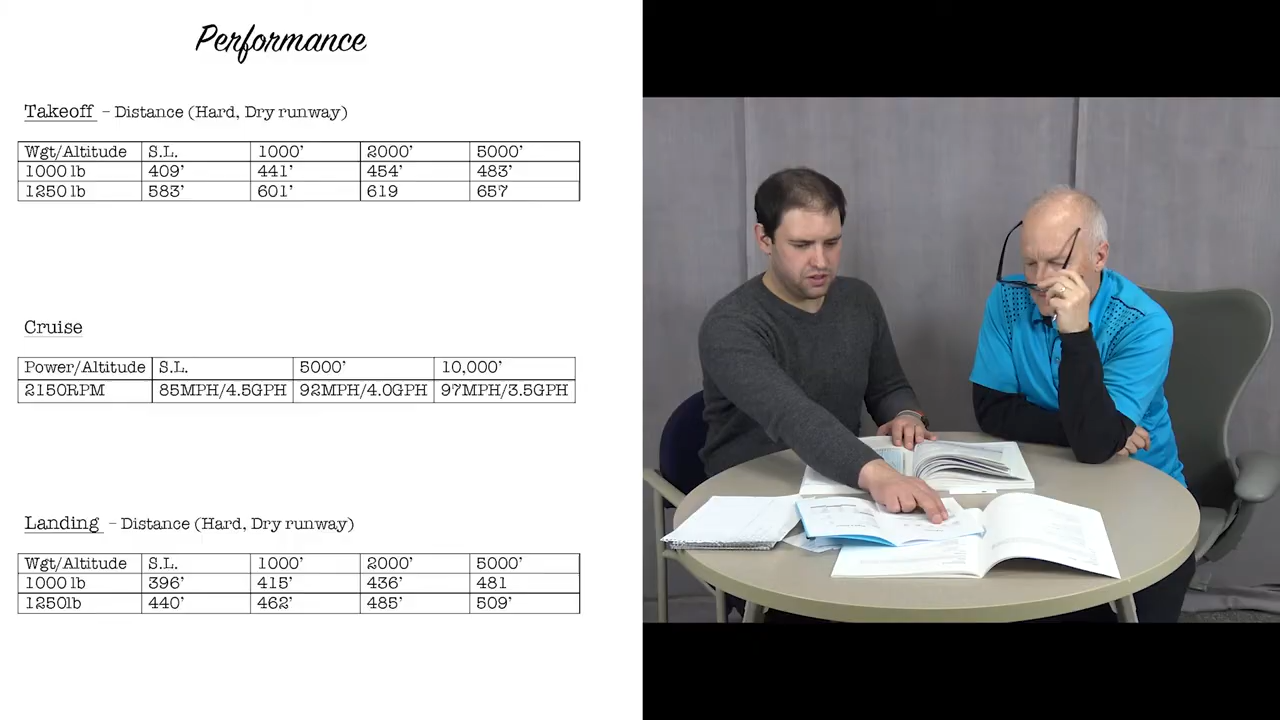 Performance
Takeoff - Distance (Hard, Dry runway)
Wgt/Altitude S.L. 1000' 2000' 5000'
1000 lb 409' 441' 454' 483'
1250 lb 583' 601' 619 657
Cruise
Power/Altitude S.L. 5000' 10,000'
2150RPM 85MPH/4.5GPH 92MPH/4.0GPH 97MPH/3.5GPH
Landing - Distance (Hard, Dry runway)
Wgt/Altitude S.L. 1000' 2000' 5000'
1000 lb 396' 415' 436' 481
1250lb 440' 462' 485' 509'